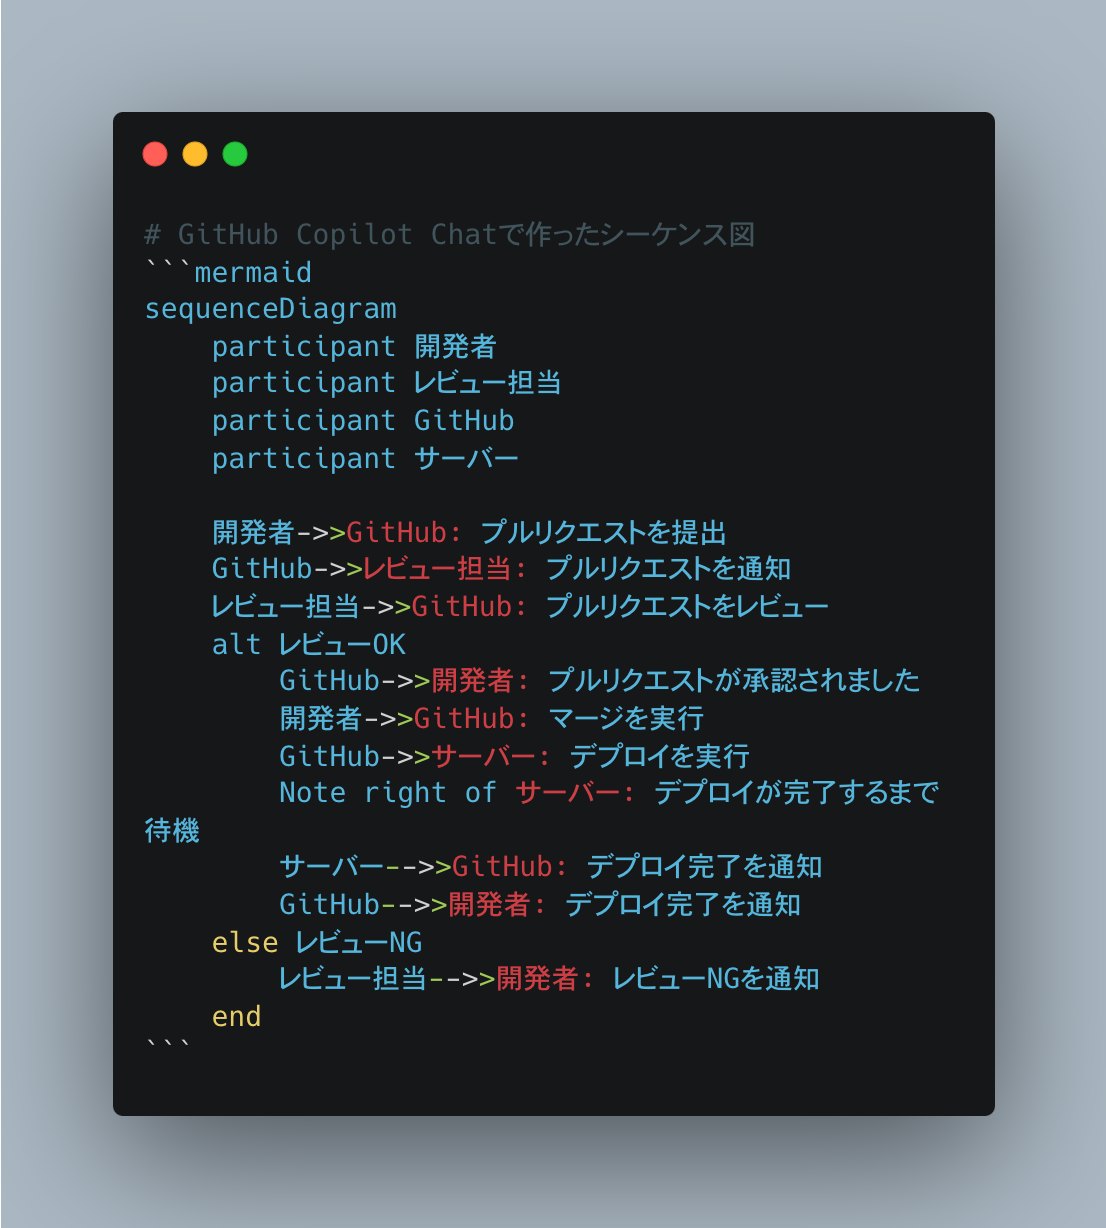 # GitHub Copilot Chatで作ったシーケンス図
```mermaid
sequenceDiagram
    participant 開発者
    participant レビュー担当
    participant GitHub
    participant サーバー

    開発者->>GitHub: プルリクエストを提出
    GitHub->>レビュー担当: プルリクエストを通知
    レビュー担当->>GitHub: プルリクエストをレビュー
    alt レビューOK
        GitHub->>開発者: プルリクエストが承認されました
        開発者->>GitHub: マージを実行
        GitHub->>サーバー: デプロイを実行
        Note right of サーバー: デプロイが完了するまで
待機
        サーバー-->>GitHub: デプロイ完了を通知
        GitHub-->>開発者: デプロイ完了を通知
    else レビューNG
        レビュー担当-->>開発者: レビューNGを通知
    end
```